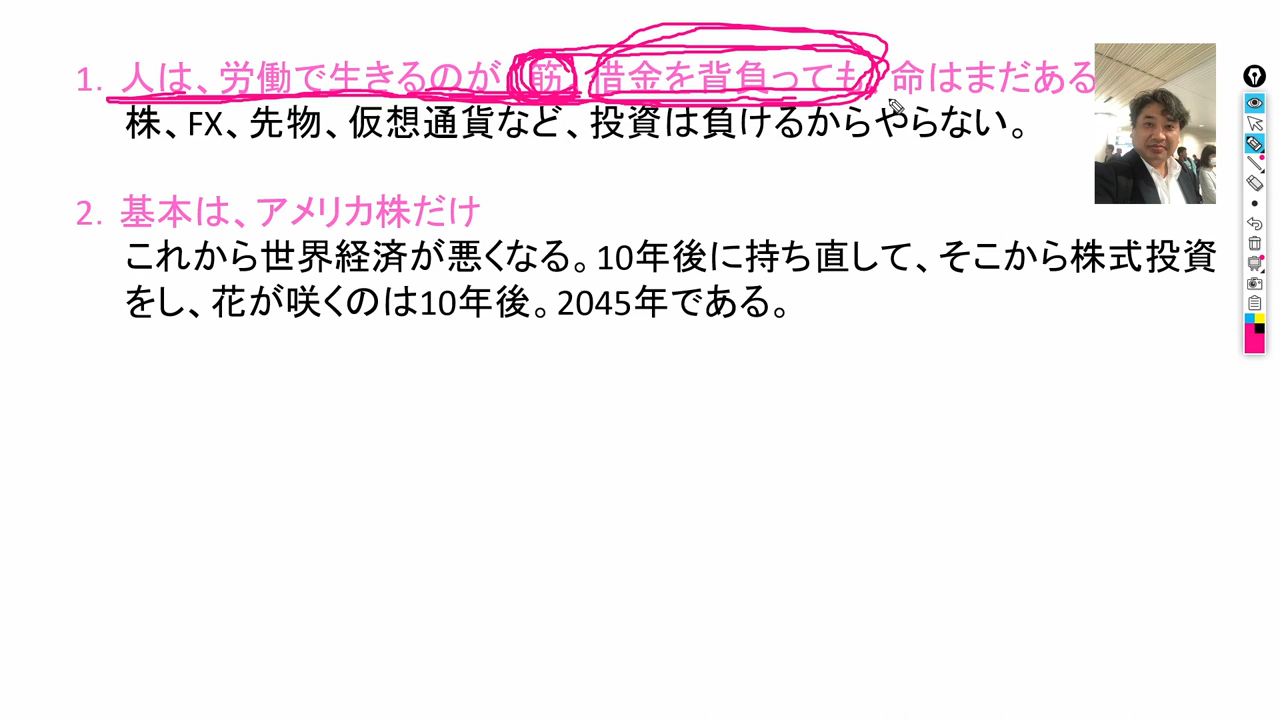 1. 人は、労働で生きるのが筋、借金を背負っても、命はまだある
株、FX、先物、仮想通貨など、投資は負けるからやらない。
2. 基本は、アメリカ株だけ
これから世界経済が悪くなる。10年後に持ち直して、そこから株式投資
をし、花が咲くのは10年後。2045年である。